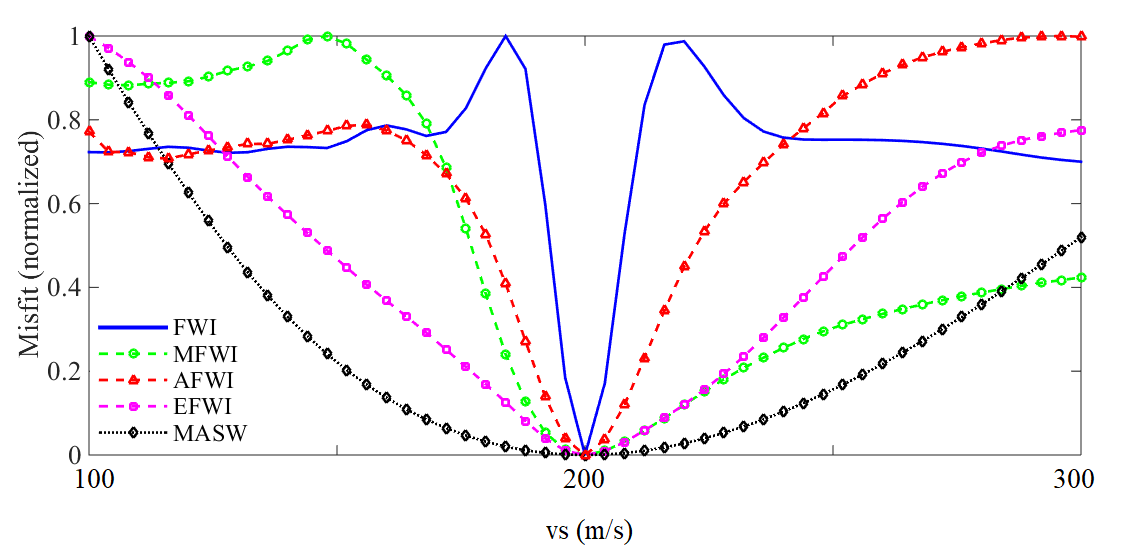 1
0.8
0.6
0.4
0.2
0
Misfit (normalized)
FWI
MFWI
AFWI
EFWI
MASW
100
200
300
vs (m/s)